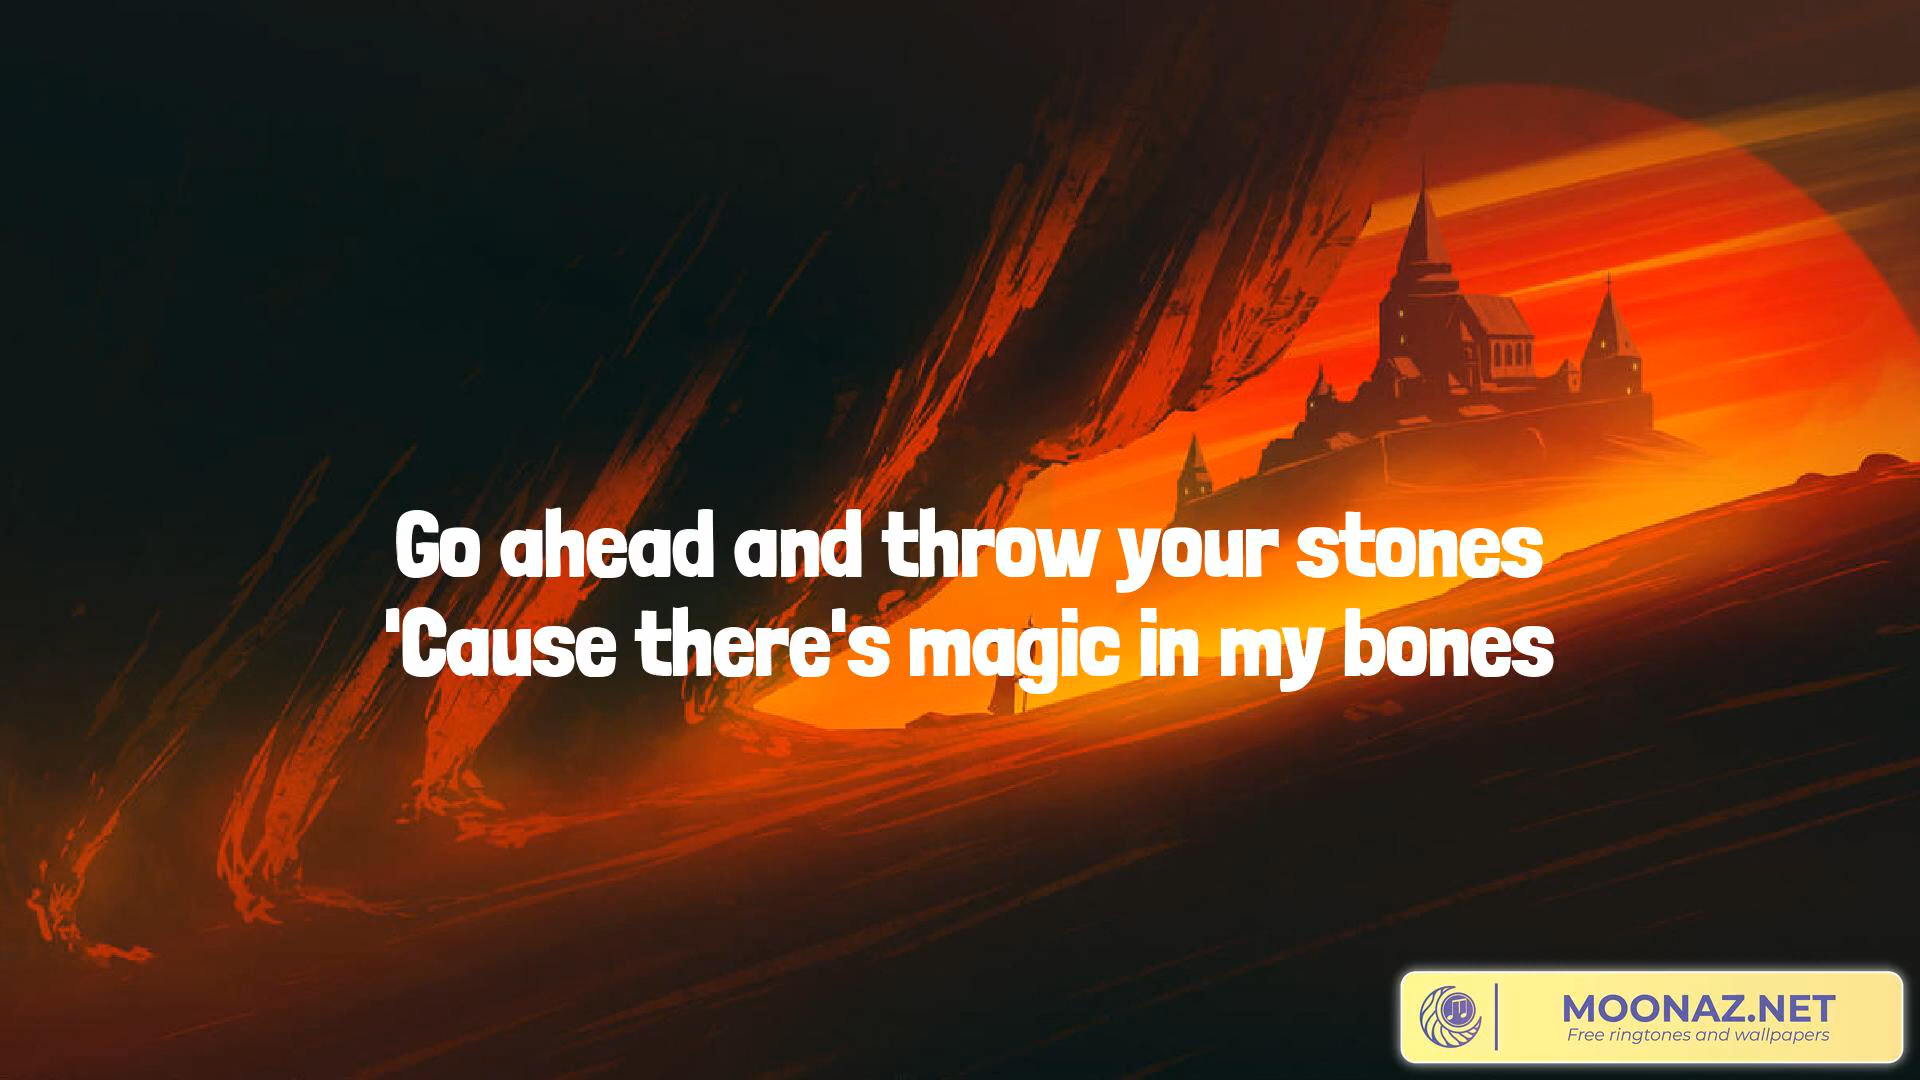 Go ahead and throw your stones
'Cause there's magic in my bones
MOONAZ.NET
Free ringtones and wallpapers